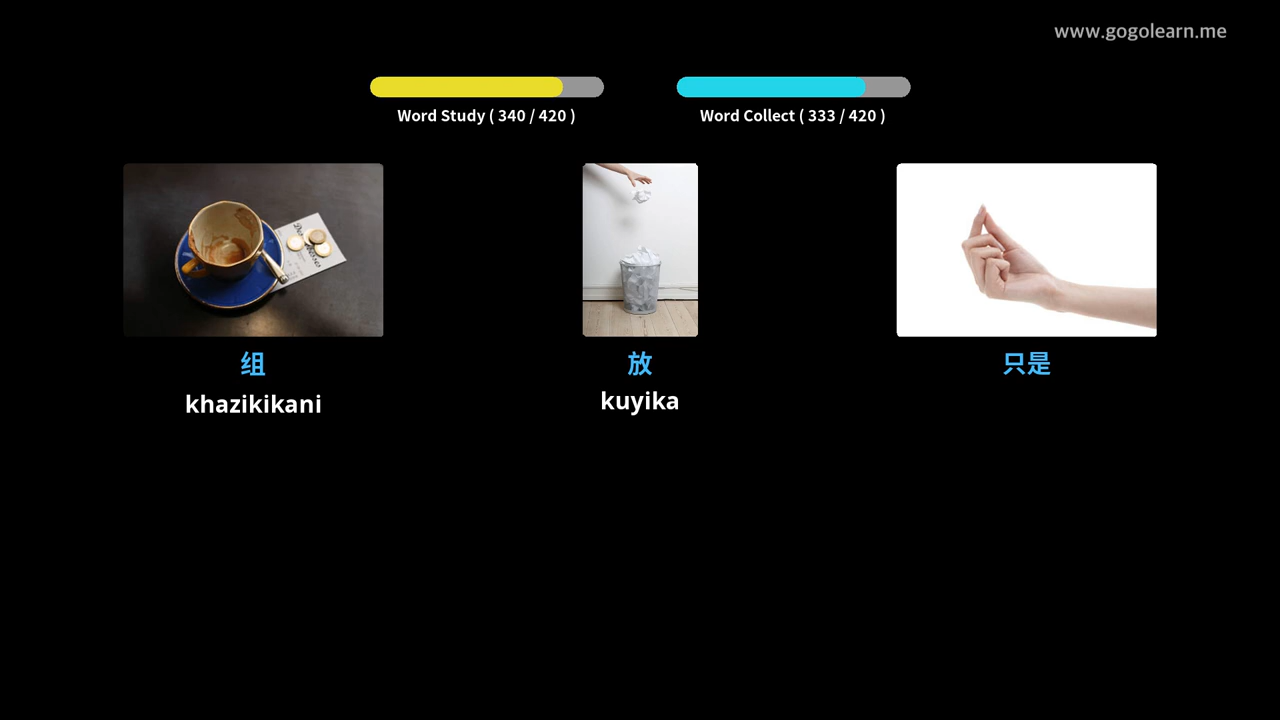 www.gogolearn.me
Word Study ( 340 / 420 )
Word Collect ( 333 / 420 )
组
放
只是
khazikikani
kuyika